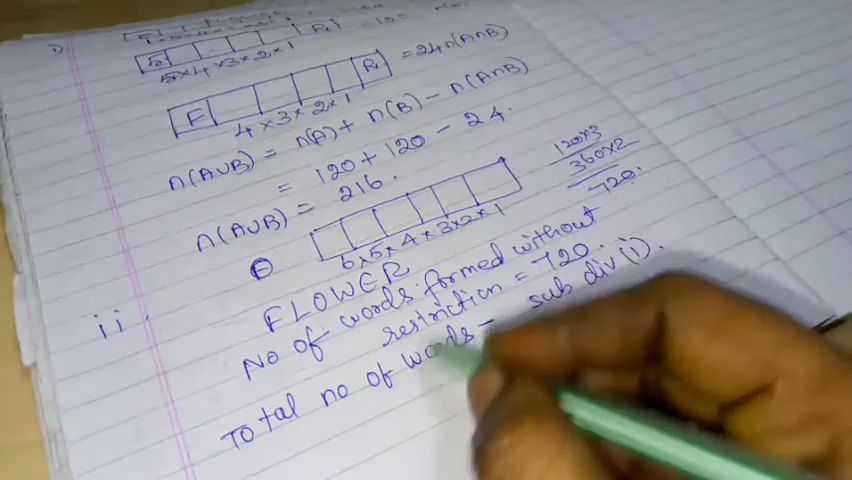 5×4×3×2×1
F R = 24 n(A∩B)
4×3×2×1
n(A∪B) = n(A) + n(B) - n(A∩B)
= 120 + 120 - 24.
n(A∪B) = 216.
120×3
360×2
720.
6×5×4×3×2×1
ii. FLOWER
No of words formed without
restriction = 720.
Total no of words - sub div (i).